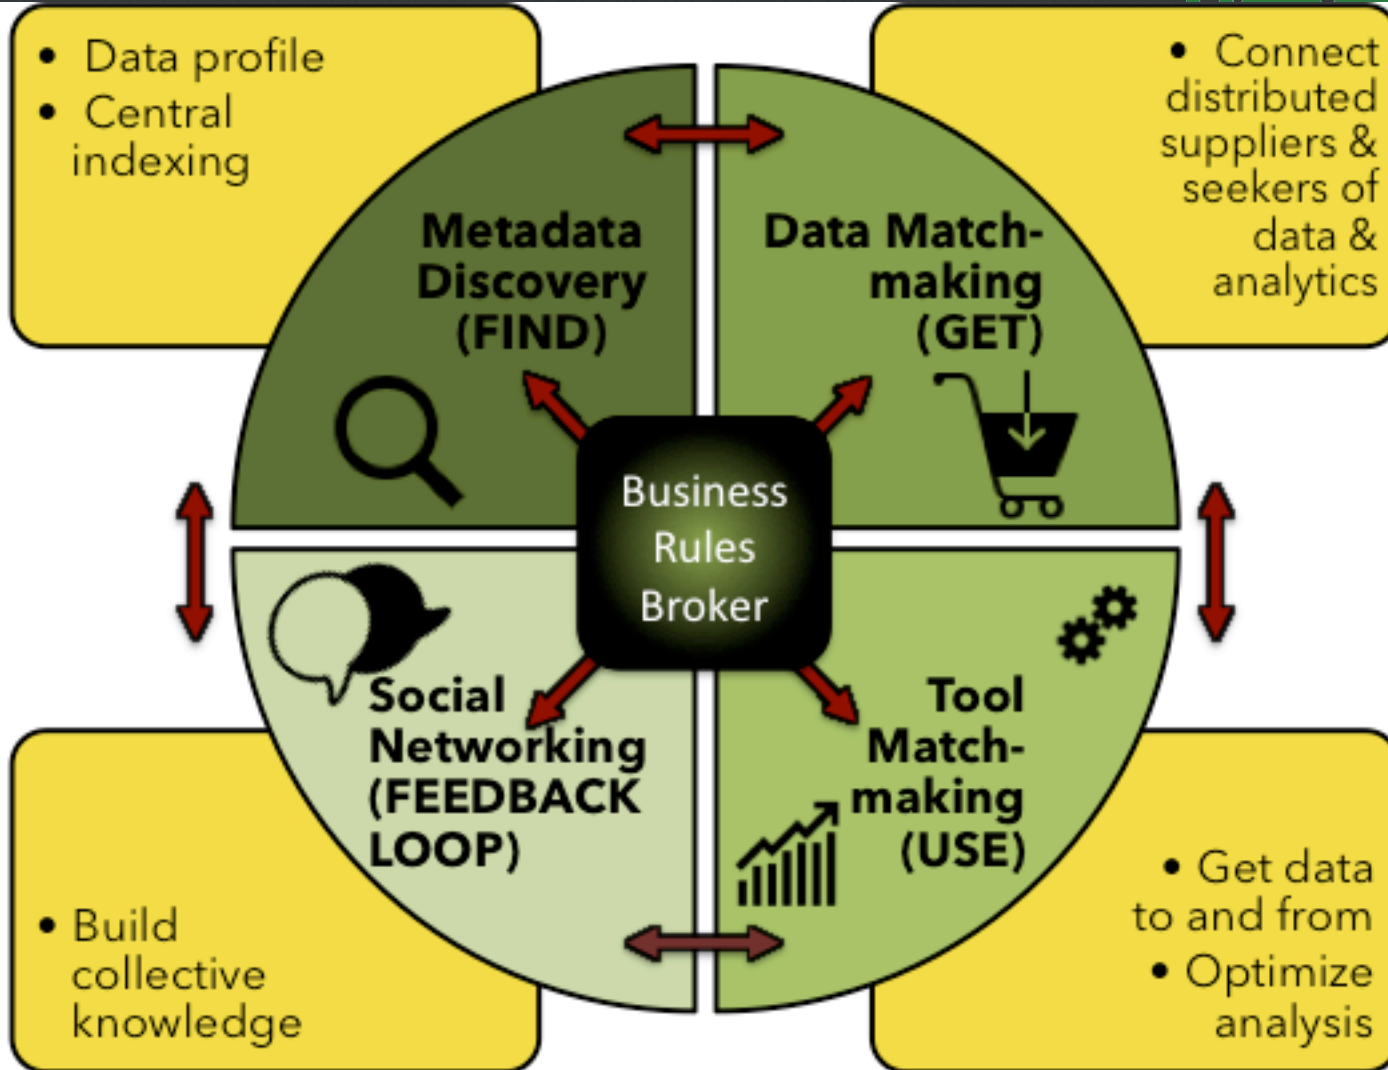 • Data profile
• Central
indexing
• Connect
distributed
suppliers &
seekers of
data &
analytics
Metadada
Discovery
(FIND)
Data Match-
making
(GET)
Business
Rules
Broker
Social
Networking
(FEEDBACK
LOOP)
Tool
Match-
making
(USE)
• Build
collective
knowledge
• Get data
to and from
• Optimize
analysis